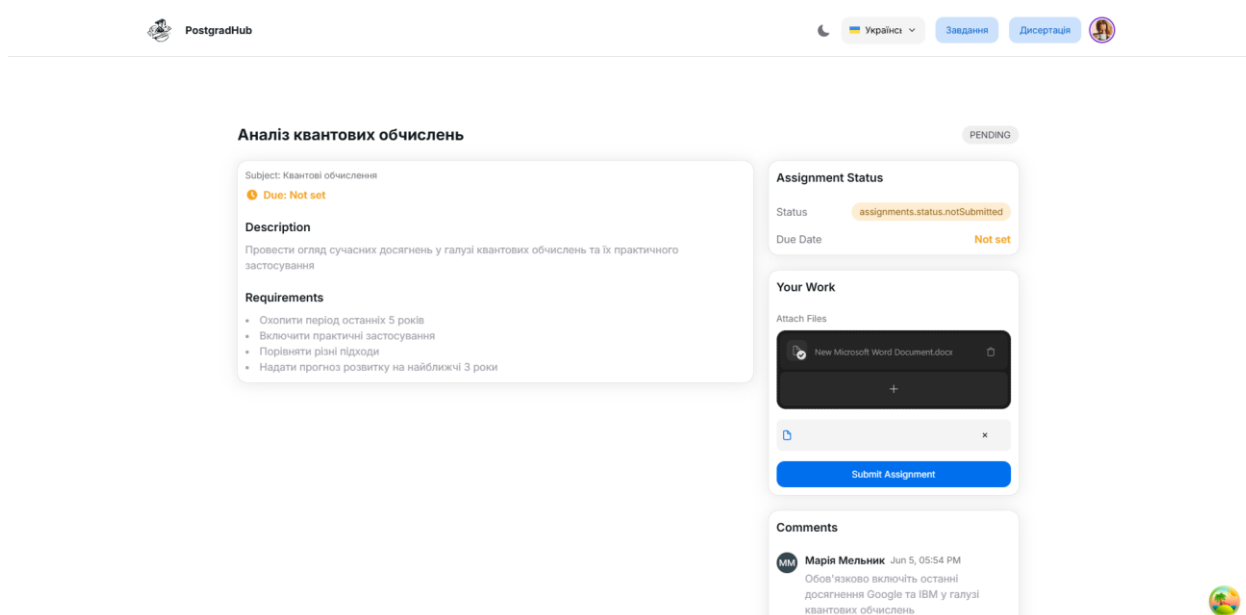 PostgradHub
Українсь
Завдання
Дисертація
Аналіз квантових обчислень
PENDING
Subject: Квантові обчислення
Due: Not set
Description
Провести огляд сучасних досягнень у галузі квантових обчислень та їх практичного
застосування
Requirements
• Охопити період останніх 5 років
• Включити практичні застосування
• Порівняти різні підходи
• Надати прогноз розвитку на найближчі 3 роки
Assignment Status
Status assignments.status.notSubmitted
Due Date Not set
Your Work
Attach Files
New Microsoft Word Document.docx
+
×
Submit Assignment
Comments
MM Марія Мельник Jun 5, 05:54 PM
Обов'язково включіть останні
досягнення Google та IBM у галузі
квантових обчислень